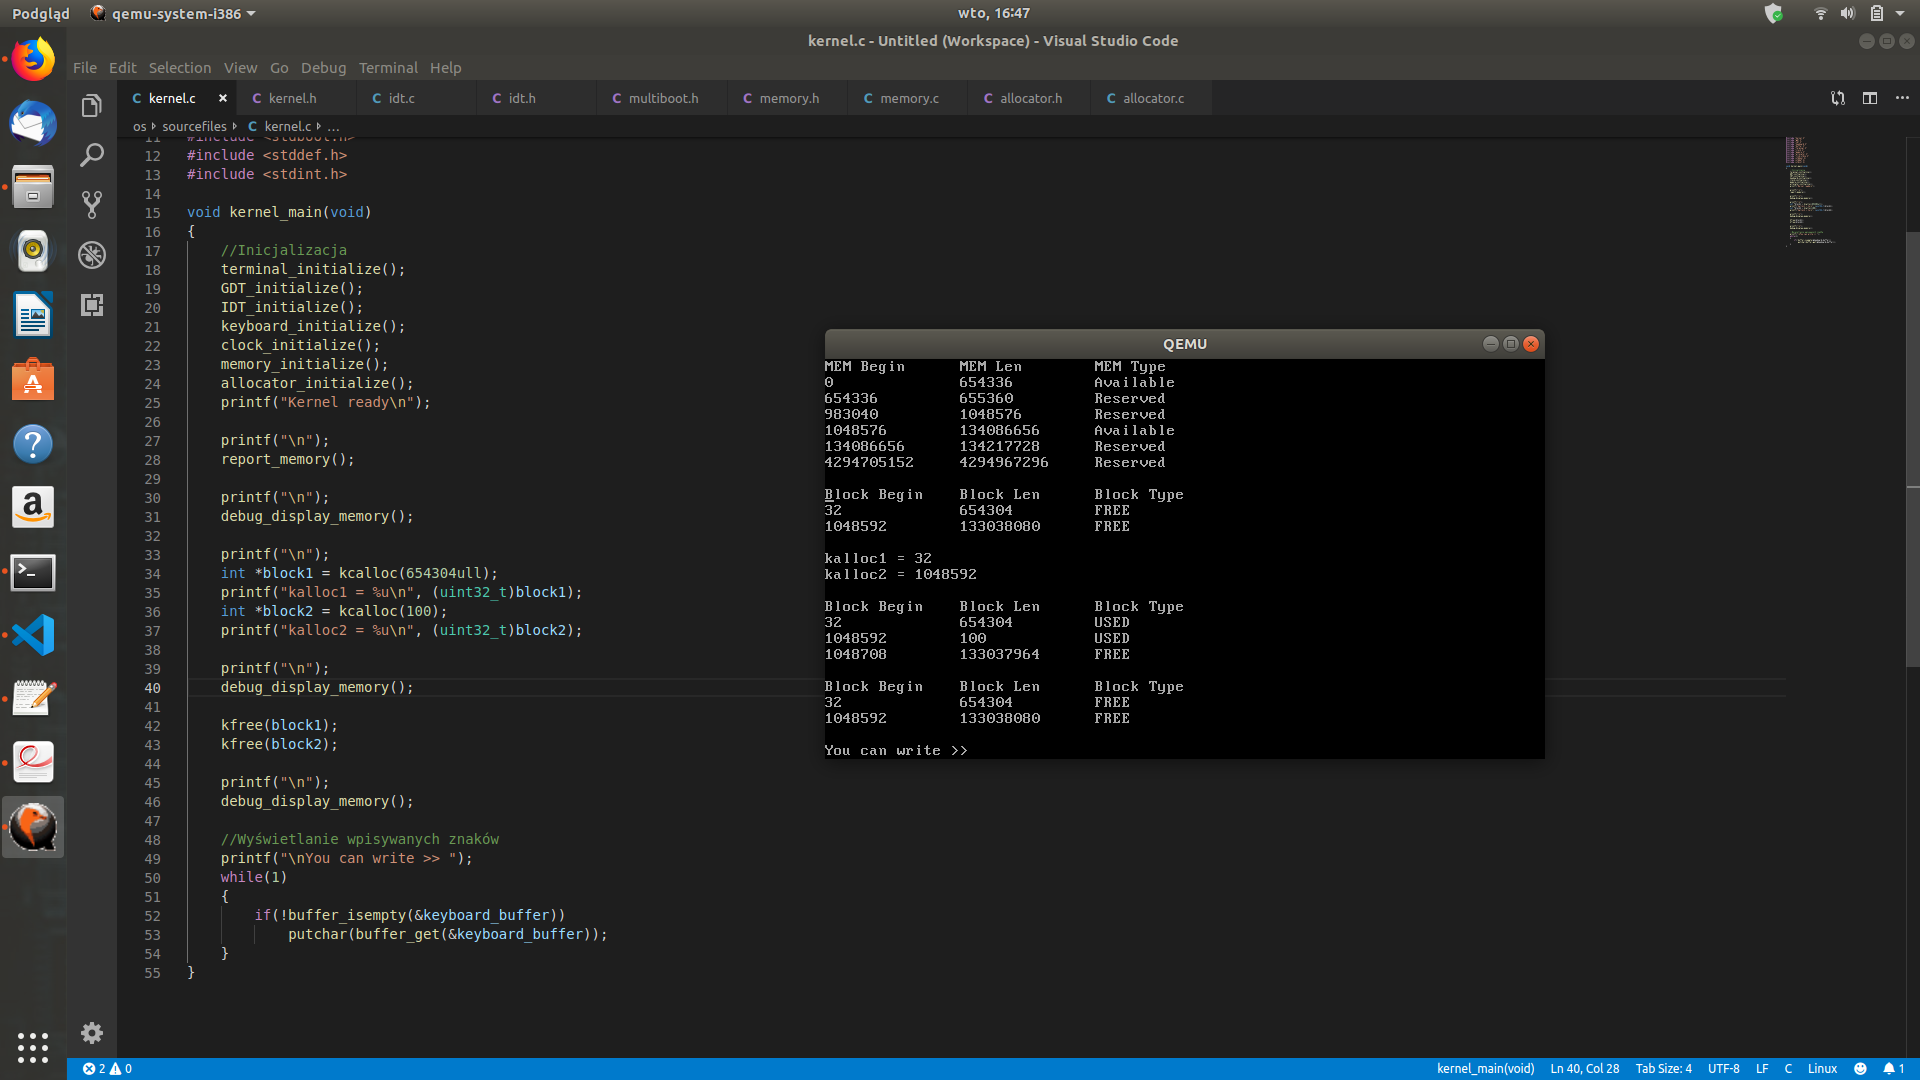 Podgląd qemu-system-i386 wto, 16:47
kernel.c - Untitled (Workspace) - Visual Studio Code
File Edit Selection View Go Debug Terminal Help
C kernel.c × C kernel.h C idt.c C idt.h C multiboot.h C memory.h C memory.c C allocator.h C allocator.c
os sourcefiles C kernel.c ...
12 #include <stddef.h>
13 #include <stdint.h>
14
15 void kernel_main(void)
16 {
17 //Inicjalizacja
18 terminal_initialize();
19 GDT_initialize();
20 IDT_initialize();
21 keyboard_initialize();
22 clock_initialize();
23 memory_initialize();
24 allocator_initialize();
25 printf("Kernel ready\n");
26
27 printf("\n");
28 report_memory();
29
30 printf("\n");
31 debug_display_memory();
32
33 printf("\n");
34 int *block1 = kcalloc(654304ull);
35 printf("kalloc1 = %u\n", (uint32_t)block1);
36 int *block2 = kcalloc(100);
37 printf("kalloc2 = %u\n", (uint32_t)block2);
38
39 printf("\n");
40 debug_display_memory();
41
42 kfree(block1);
43 kfree(block2);
44
45 printf("\n");
46 debug_display_memory();
47
48 //Wyświetlanie wpisywanych znaków
49 printf("\nYou can write >> ");
50 while(1)
51 {
52 if(!buffer_isempty(&keyboard_buffer))
53 putchar(buffer_get(&keyboard_buffer));
54 }
55 }
QEMU
MEM Begin MEM Len MEM Type
0 654336 Available
654336 655360 Reserved
983040 1048576 Reserved
1048576 134086656 Available
134086656 134217728 Reserved
4294705152 4294967296 Reserved
Block Begin Block Len Block Type
32 654304 FREE
1048592 133038080 FREE
kalloc1 = 32
kalloc2 = 1048592
Block Begin Block Len Block Type
32 654304 USED
1048592 100 USED
1048708 133037964 FREE
Block Begin Block Len Block Type
32 654304 FREE
1048592 133038080 FREE
You can write >>
2 0 kernel_main(void) Ln 40, Col 28 Tab Size: 4 UTF-8 LF C Linux 1